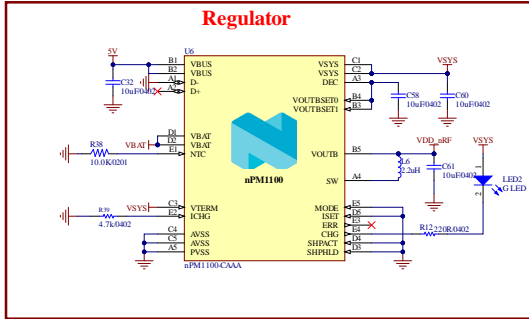 Regulator
U6
5V
B1 VBUS
B2 VBUS
A1 D-
A2 D+
C32
10uF/0402
D1 VBAT
D2 VBAT
E1 NTC
VBAT
R38
10.0K/0201
VSYS
C3 VTERM
E2 ICHG
R39
4.7k/0402
C4 AVSS
C5 AVSS
A5 PVSS
nPM1100
nPM1100-CAAA
VSYS C1
VSYS C2
DEC A3
VOUTBSET0 B4
VOUTBSET1 B3
VSYS
C58
10uF/0402
C60
10uF/0402
VOUTB B5
SW A4
L6
2.2uH
VDD_nRF
C61
10uF/0402
VSYS
1
LED2
G LED
2
MODE E5
ISET D5
ERR E3
CHG E4
SHPACT D4
SHPHLD D3
R12 220R/0402